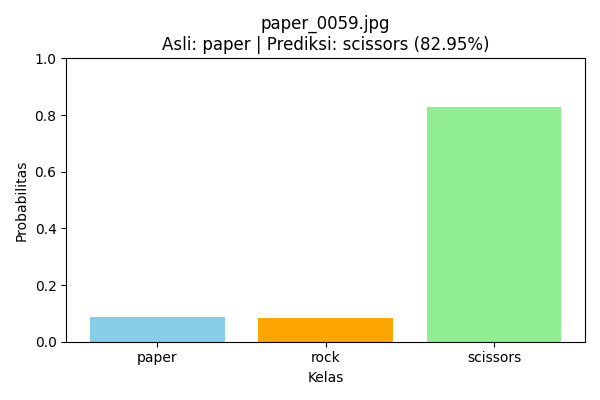 paper_0059.jpg
Asli: paper | Prediksi: scissors (82.95%)
1.0
0.8
0.6
0.4
0.2
0.0
Probabilitas
paper
rock
scissors
Kelas